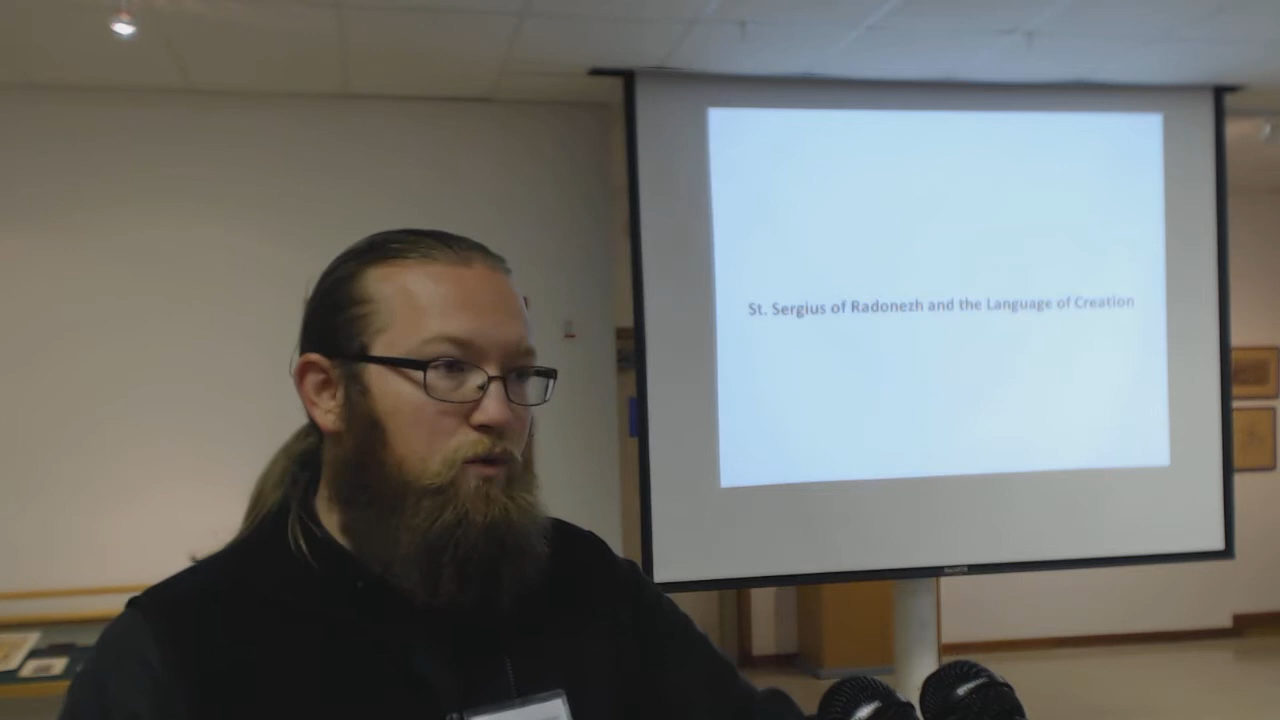 St. Sergius of Radonezh and the Language of Creation